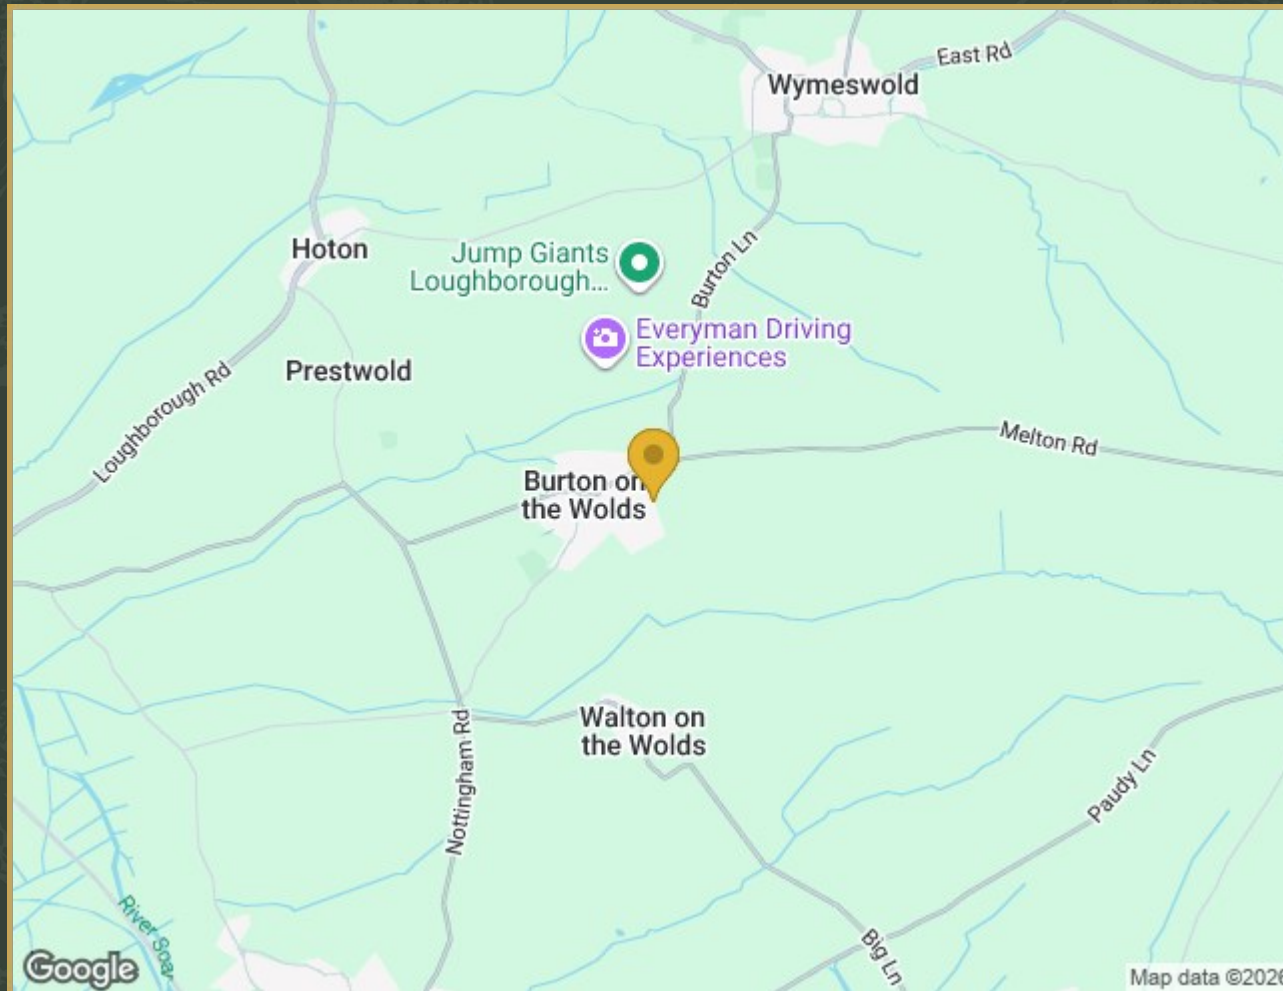 East Rd
Wymeswold
Hoton
Jump Giants
Loughborough...
Burton Ln
Everyman Driving
Experiences
Prestwold
Loughborough Rd
Melton Rd
Burton on
the Wolds
Walton on
the Wolds
Nottingham Rd
Paudy Ln
River Soar
Big Ln
Google
Map data ©2026